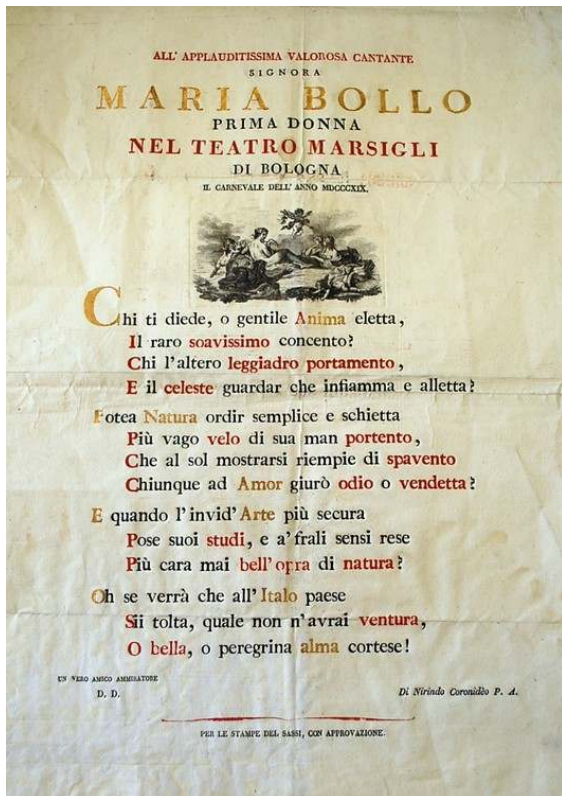 ALL' APPLAUDITISSIMA VALOROSA CANTANTE
SIGNORA
MARIA BOLLO
PRIMA DONNA
NEL TEATRO MARSIGLI
DI BOLOGNA
IL CARNEVALE DELL' ANNO MDCCCXIX.
Chi ti diede, o gentile Anima eletta,
Il raro soavissimo concento?
Chi l'altero leggiadro portamento,
E il celeste guardar che infiamma e alletta?
Potea Natura ordir semplice e schietta
Più vago velo di sua man portento,
Che al sol mostrarsi riempie di spavento
Chiunque ad Amor giurò odio o vendetta?
E quando l'invid' Arte più secura
Pose suoi studi, e a' frali sensi rese
Più cara mai bell' opra di natura?
Oh se verrà che all' Italo paese
Sii tolta, quale non n' avrai ventura,
O bella, o peregrina alma cortese!
UN VERO AMICO AMMIRATORE
D. D.
Di Nirindo Coronidèo P. A.
PER LE STAMPE DEL SASSI, CON APPROVAZIONE.